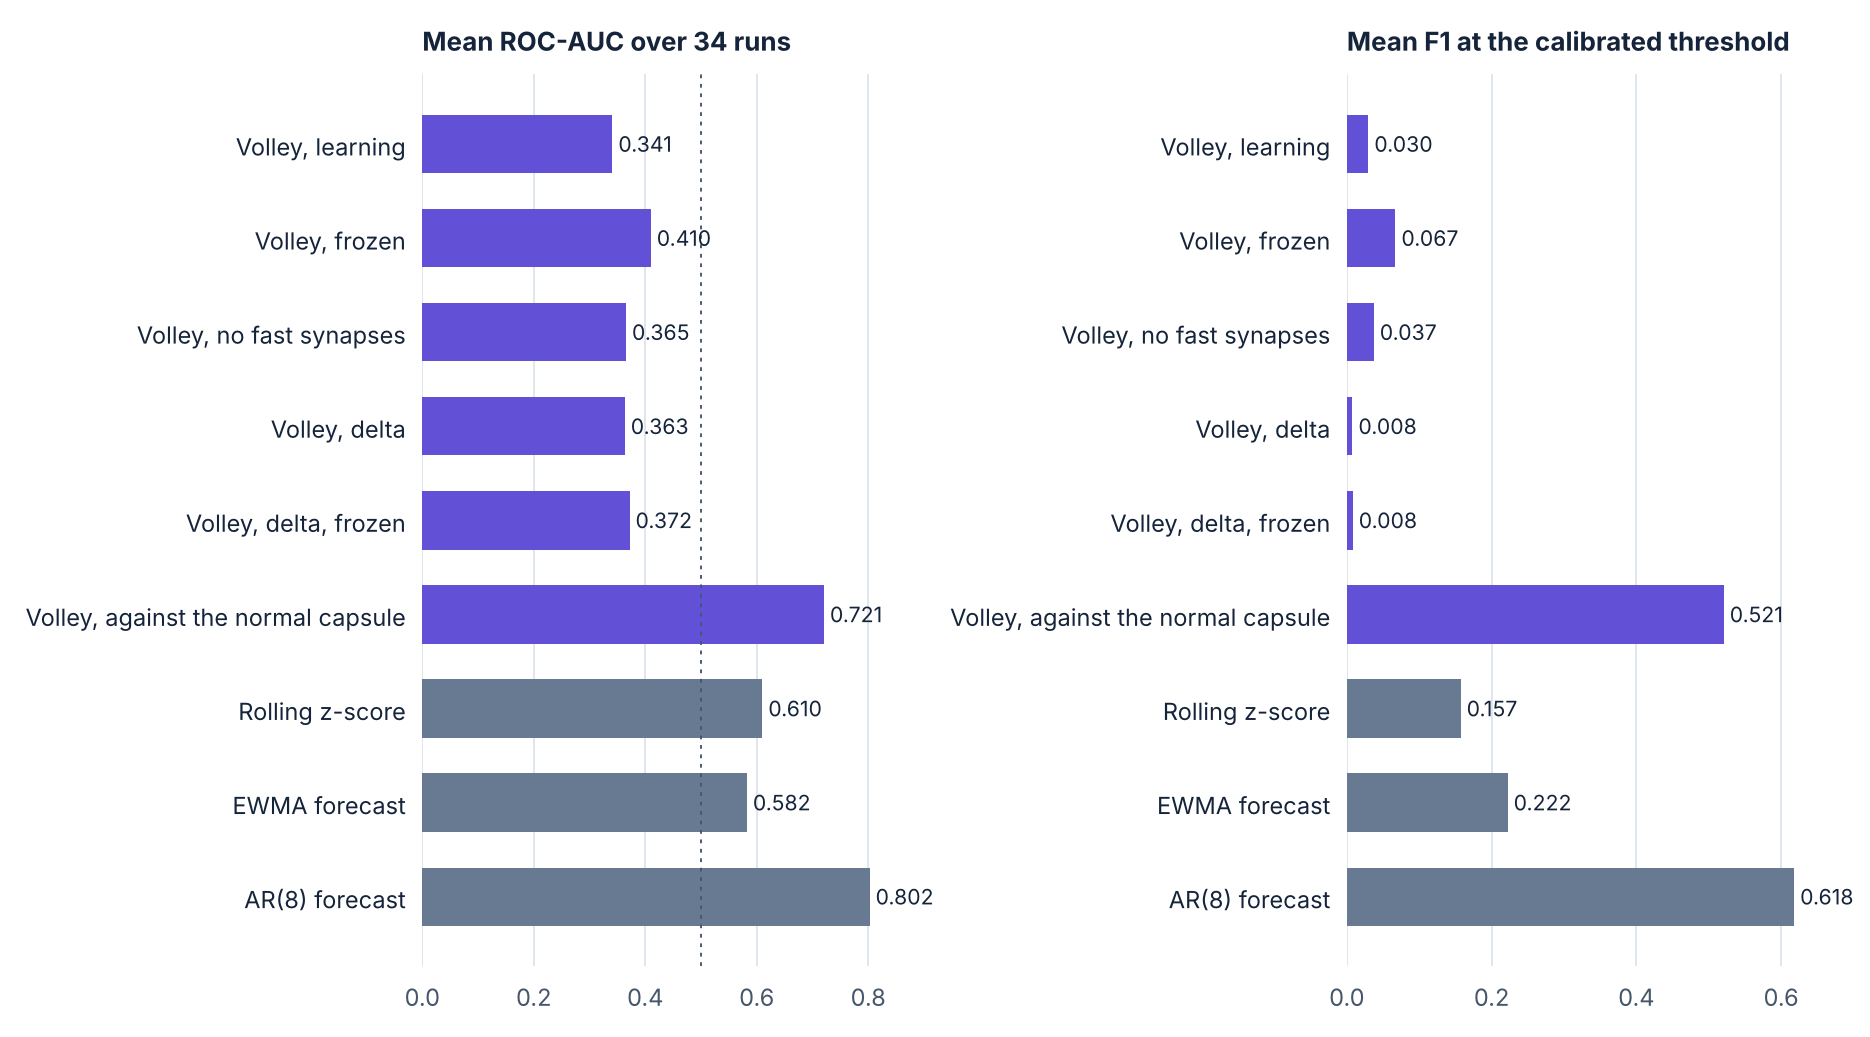 Mean ROC-AUC over 34 runs
Volley, learning 0.341
Volley, frozen 0.410
Volley, no fast synapses 0.365
Volley, delta 0.363
Volley, delta, frozen 0.372
Volley, against the normal capsule 0.721
Rolling z-score 0.610
EWMA forecast 0.582
AR(8) forecast 0.802
0.0 0.2 0.4 0.6 0.8
Mean F1 at the calibrated threshold
Volley, learning 0.030
Volley, frozen 0.067
Volley, no fast synapses 0.037
Volley, delta 0.008
Volley, delta, frozen 0.008
Volley, against the normal capsule 0.521
Rolling z-score 0.157
EWMA forecast 0.222
AR(8) forecast 0.618
0.0 0.2 0.4 0.6